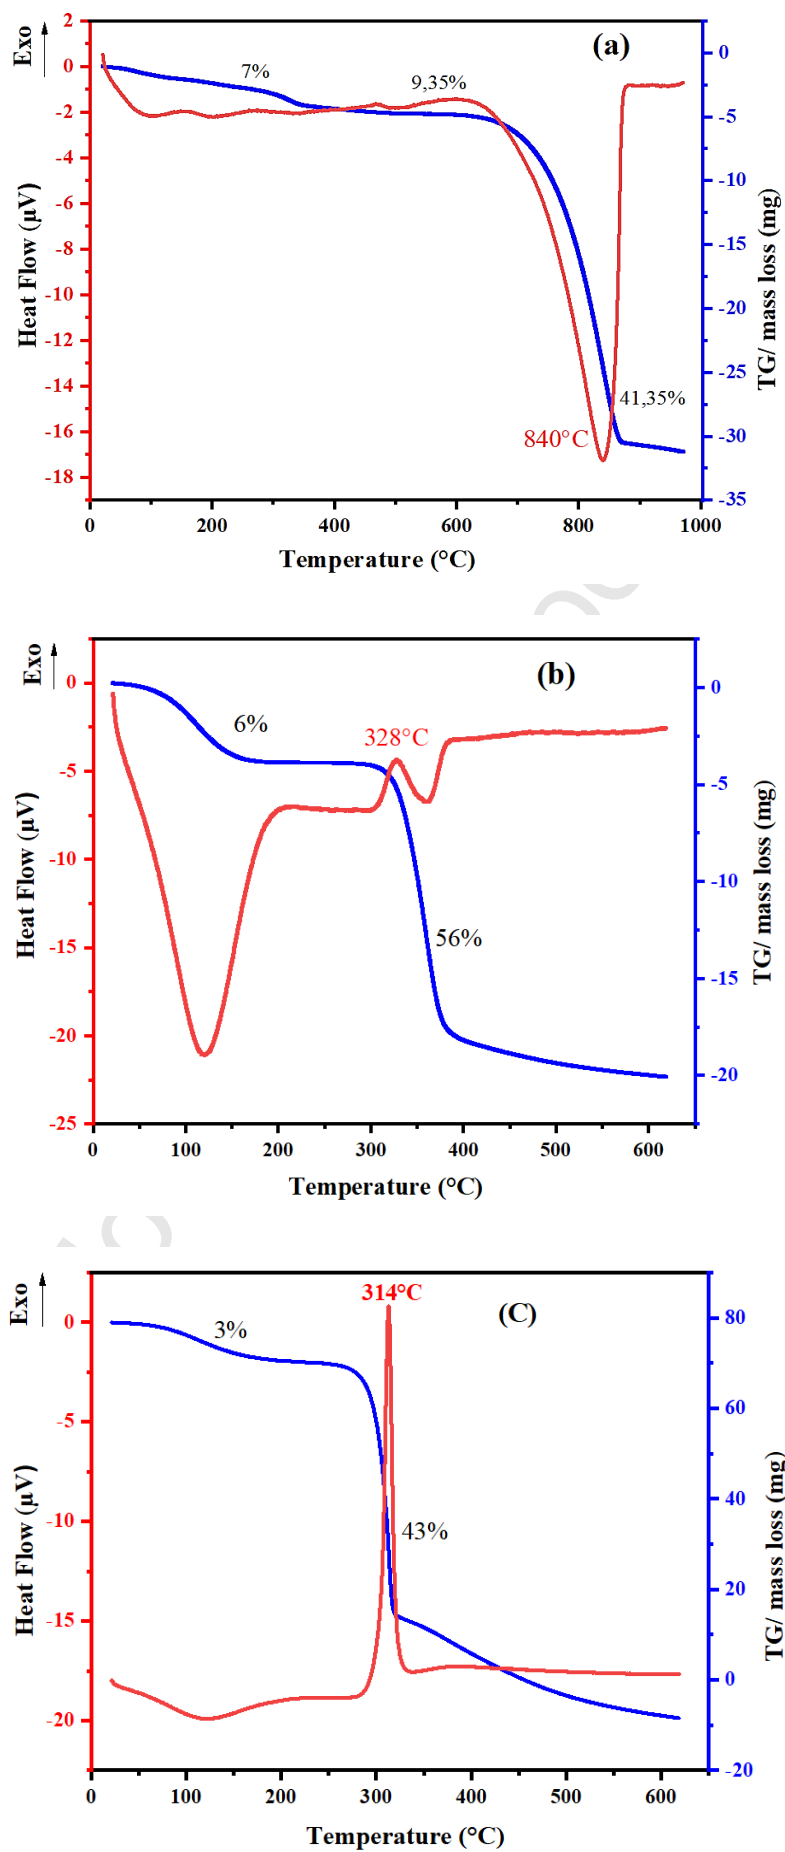 Exo
(a)
2
0
-2
-4
-6
-8
-10
-12
-14
-16
-18
Heat Flow (µV)
0
-5
-10
-15
-20
-25
-30
-35
TG/ mass loss (mg)
7%
9,35%
41,35%
840°C
0 200 400 600 800 1000
Temperature (°C)
Exo
(b)
0
-5
-10
-15
-20
-25
Heat Flow (µV)
0
-5
-10
-15
-20
TG/ mass loss (mg)
6%
328°C
56%
0 100 200 300 400 500 600
Temperature (°C)
Exo
314°C
(C)
0
-5
-10
-15
-20
Heat Flow (µV)
80
60
40
20
0
-20
TG/ mass loss (mg)
3%
43%
0 100 200 300 400 500 600
Temperature (°C)